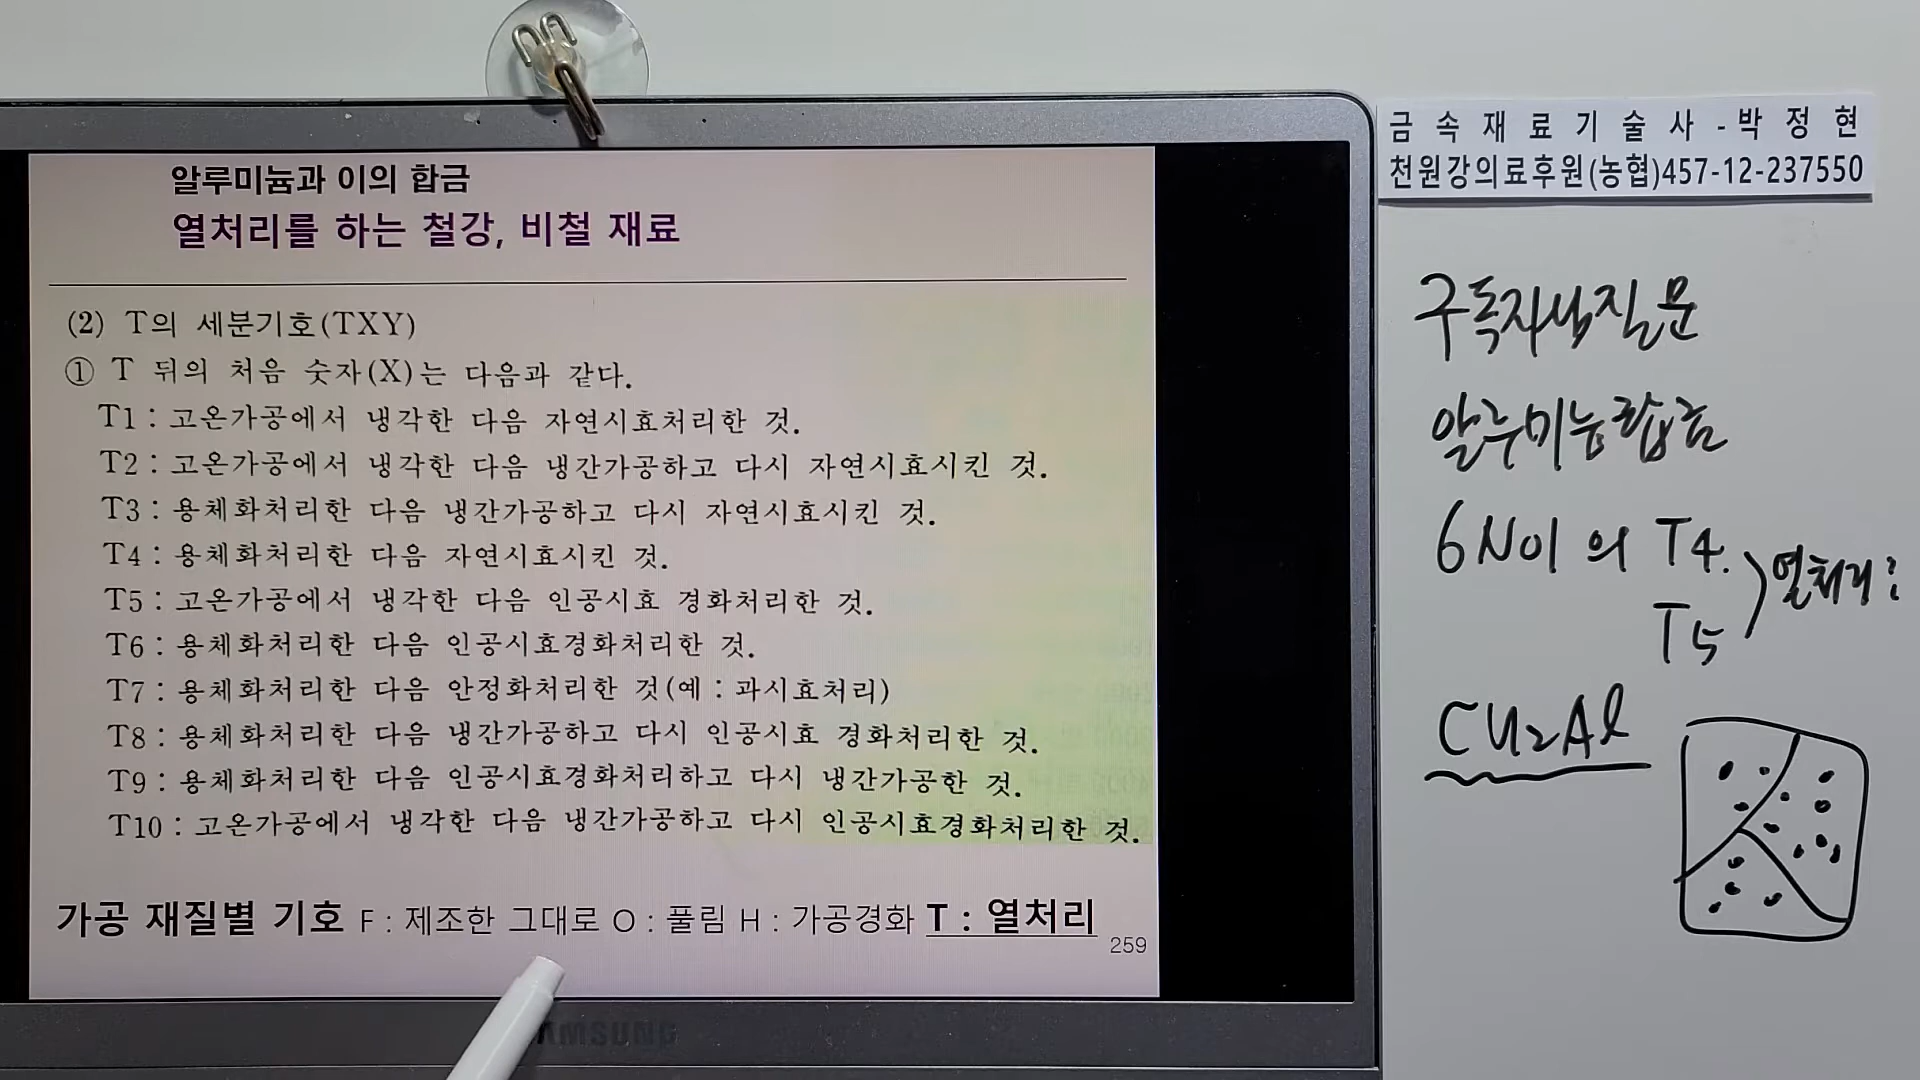 알루미늄과 이의 합금
열처리를 하는 철강, 비철 재료
(2) T의 세분기호(TXY)
① T 뒤의 처음 숫자(X)는 다음과 같다.
T1 : 고온가공에서 냉각한 다음 자연시효처리한 것.
T2 : 고온가공에서 냉각한 다음 냉간가공하고 다시 자연시효시킨 것.
T3 : 용체화처리한 다음 냉간가공하고 다시 자연시효시킨 것.
T4 : 용체화처리한 다음 자연시효시킨 것.
T5 : 고온가공에서 냉각한 다음 인공시효 경화처리한 것.
T6 : 용체화처리한 다음 인공시효경화처리한 것.
T7 : 용체화처리한 다음 안정화처리한 것(예 : 과시효처리)
T8 : 용체화처리한 다음 냉간가공하고 다시 인공시효 경화처리한 것.
T9 : 용체화처리한 다음 인공시효경화처리하고 다시 냉간가공한 것.
T10 : 고온가공에서 냉각한 다음 냉간가공하고 다시 인공시효경화처리한 것.
가공 재질별 기호 F : 제조한 그대로 O : 풀림 H : 가공경화 T : 열처리
259
SAMSUNG
금속재료기술사-박정현
천원강의료후원(농협)457-12-237550
구독자님질문
알루미늄합금
6N01 의 T4.
T5
열처리?
CU2Al